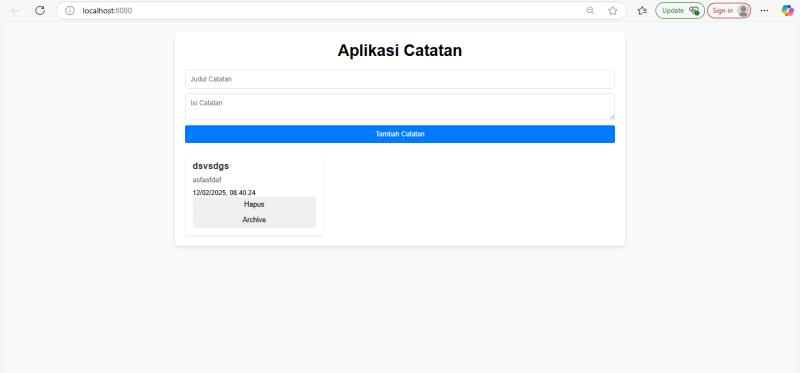 localhost:8080
Update
Sign in
Aplikasi Catatan
Judul Catatan
Isi Catatan
Tambah Catatan
dsvsdgs
asfasfdaf
12/02/2025, 08.40.24
Hapus
Archive